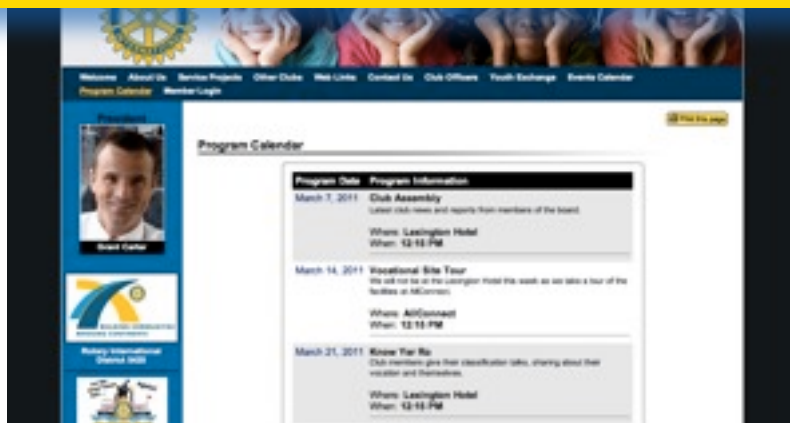 INTERNATIONAL
Welcome About Us Service Projects Other Clubs Web Links Contact Us Club Officers Youth Exchange Events Calendar
Program Calendar Member Login
President
Print this page
Program Calendar
Grant Carter
Program Date Program Information
March 7, 2011 Club Assembly
Latest club news and reports from members of the board.
Where: Lexington Hotel
When: 12:15 PM
March 14, 2011 Vocational Site Tour
We will not be at the Lexington Hotel this week as we take a tour of the
facilities at AllConnect.
Where: AllConnect
When: 12:15 PM
March 21, 2011 Know Yer Ro
Club members give their classification talks, sharing about their
vocation and themselves.
Where: Lexington Hotel
When: 12:15 PM
BUILDING COMMUNITIES
Rotary International